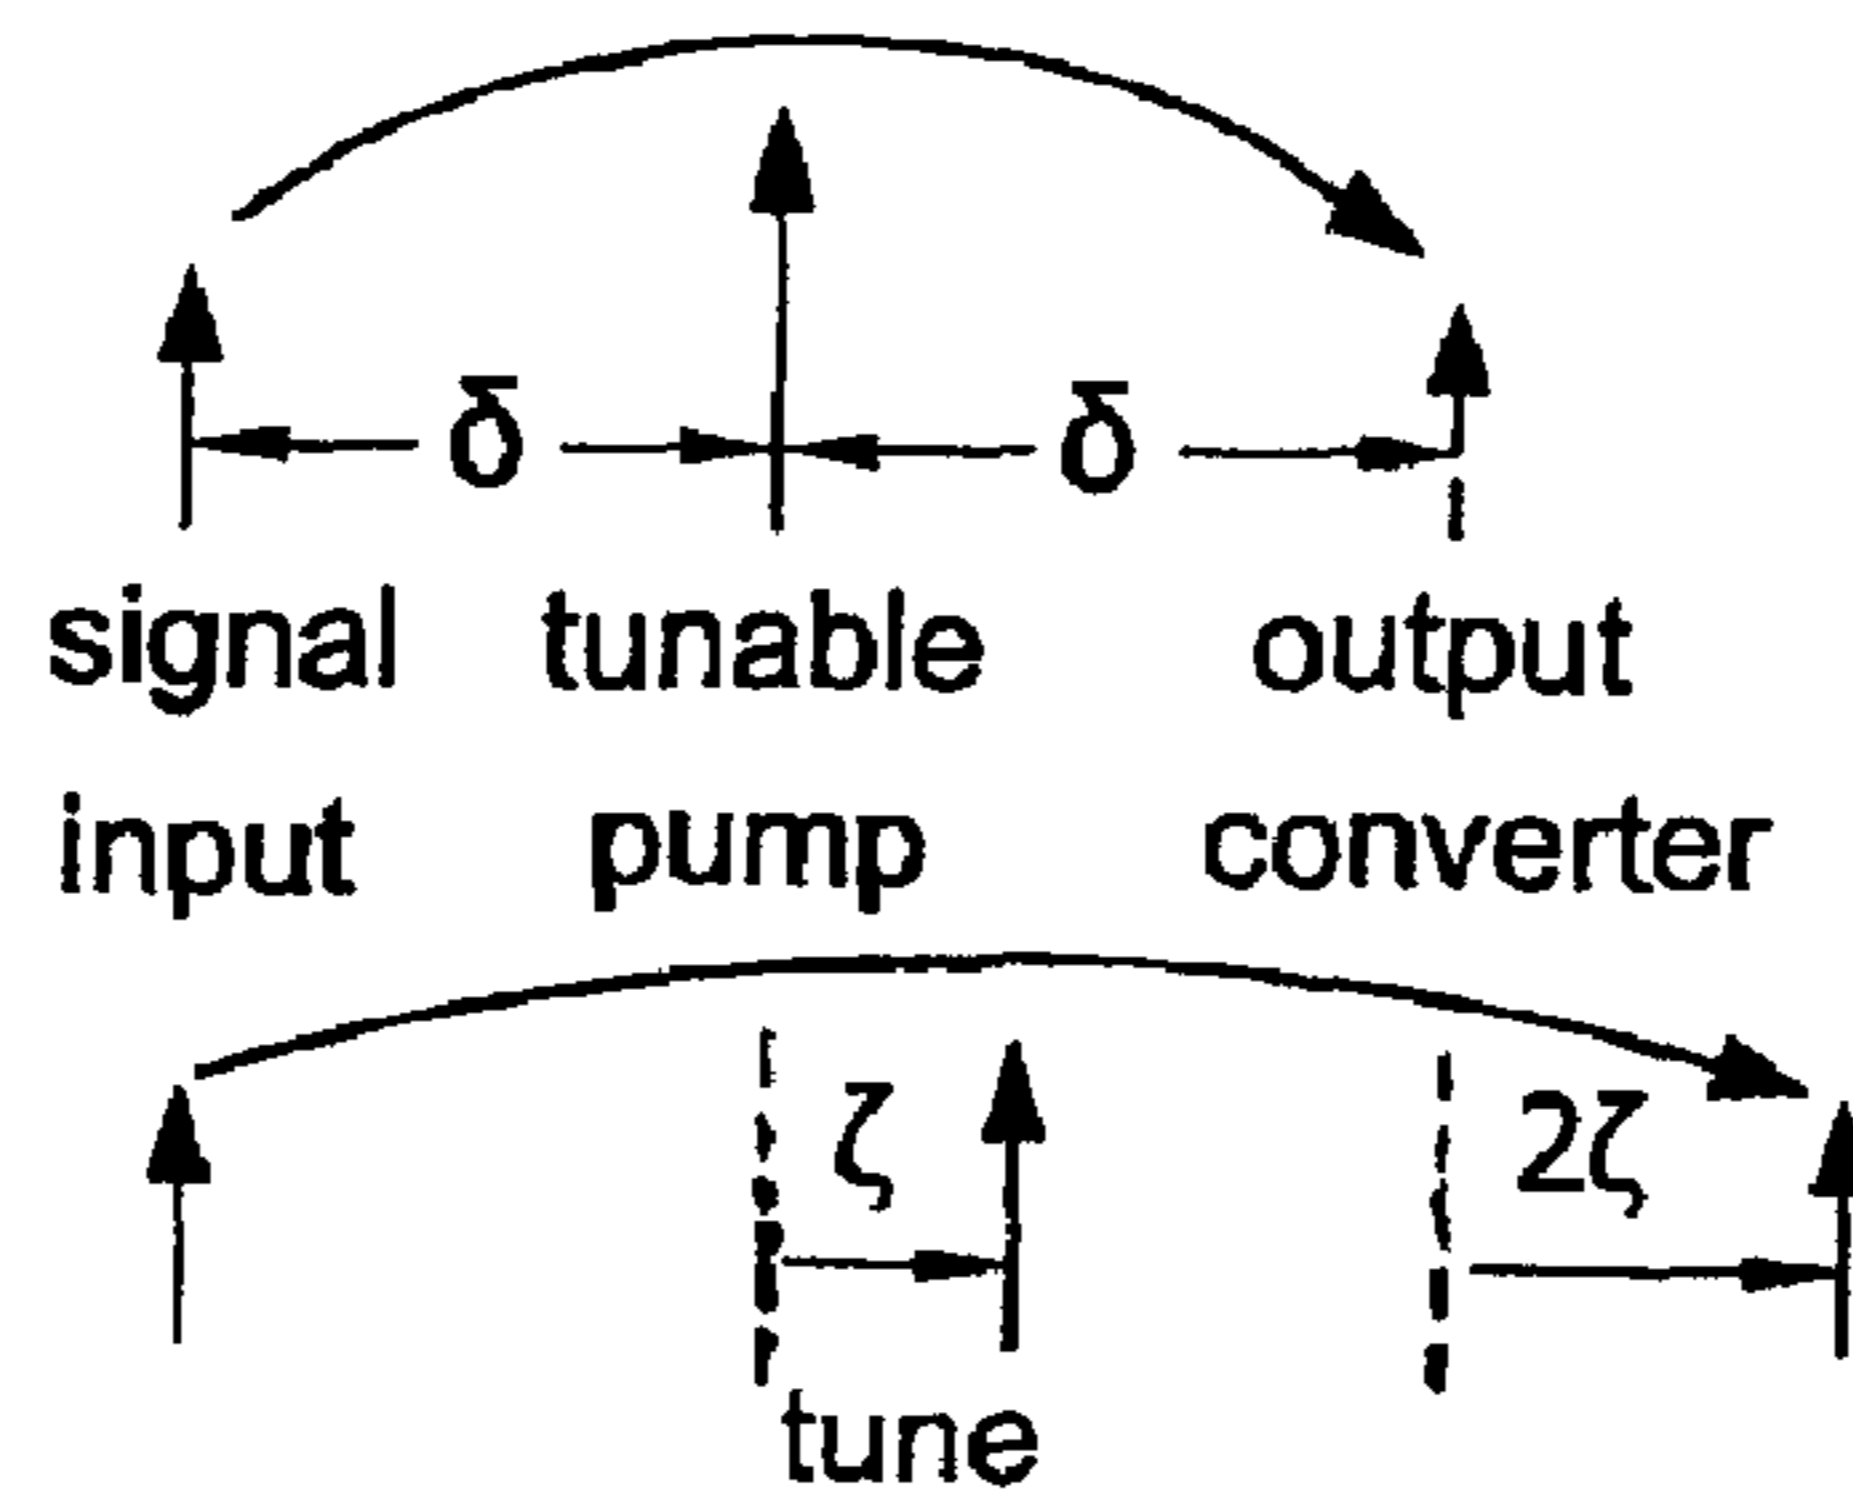 δ δ
signal tunable output
input pump converter
ζ 2ζ
tune